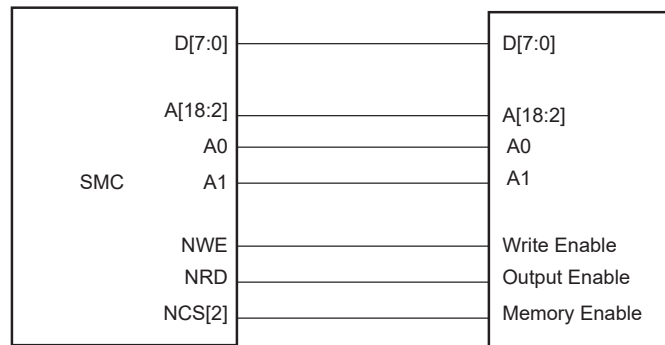 D[7:0] D[7:0]
A[18:2] A[18:2]
A0 A0
SMC A1 A1
NWE Write Enable
NRD Output Enable
NCS[2] Memory Enable